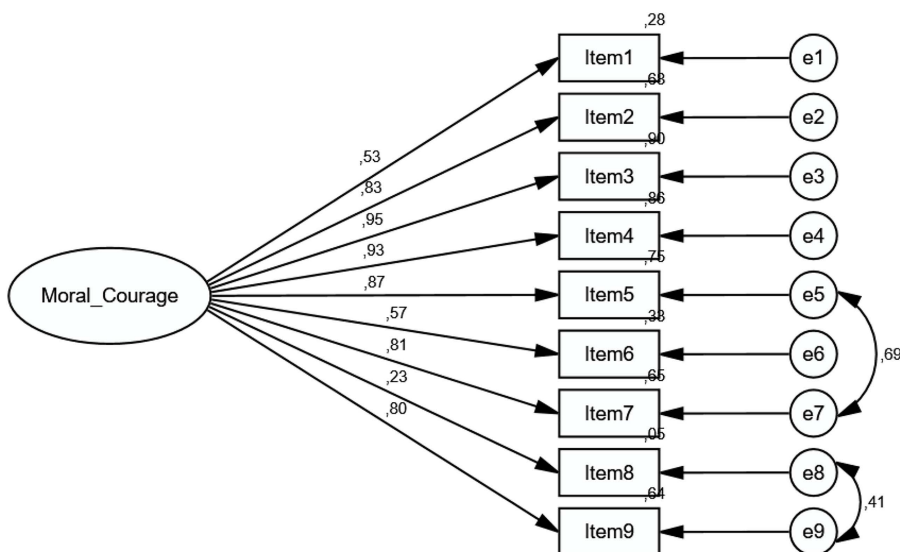 ,28
Item1
e1
,68
Item2
e2
,90
Item3
e3
,86
Item4
e4
,75
Item5
e5
,33
Item6
e6
,65
Item7
e7
,05
Item8
e8
,64
Item9
e9
,53
,83
,95
,93
,87
,57
,81
,23
,80
Moral_Courage
,69
,41